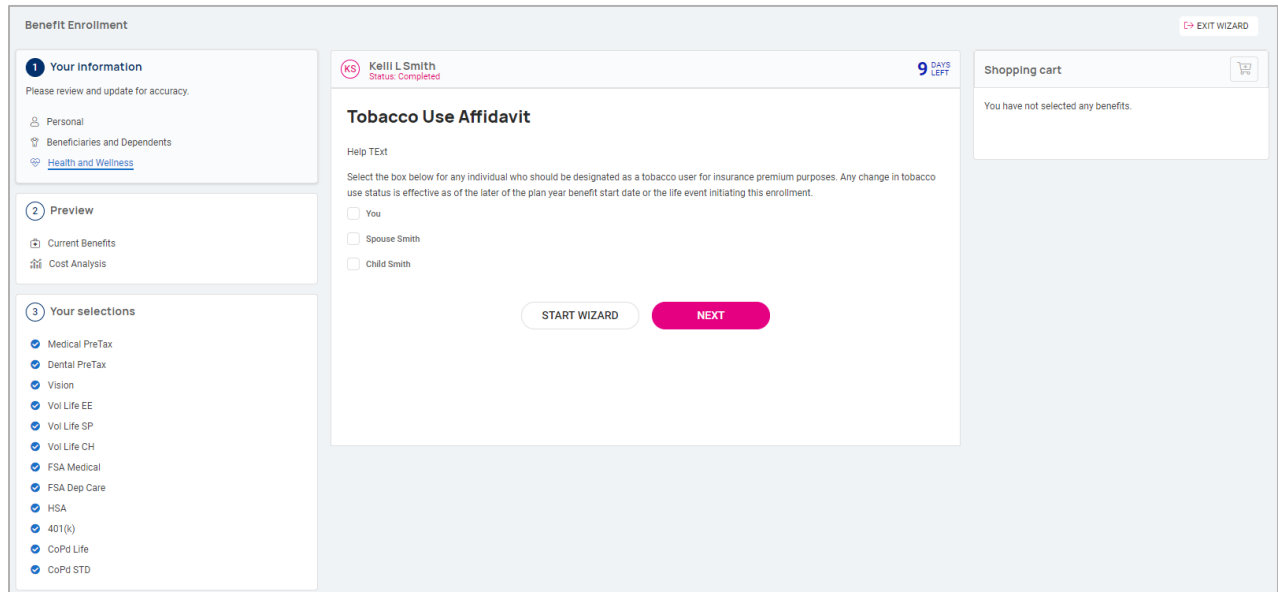 Benefit Enrollment
EXIT WIZARD
1 Your information
Please review and update for accuracy.
Personal
Beneficiaries and Dependents
Health and Wellness
2 Preview
Current Benefits
Cost Analysis
3 Your selections
Medical PreTax
Dental PreTax
Vision
Vol Life EE
Vol Life SP
Vol Life CH
FSA Medical
FSA Dep Care
HSA
401(k)
CoPd Life
CoPd STD
KS Kelli L Smith
Status: Completed
9 DAYS LEFT
Tobacco Use Affidavit
Help TExt
Select the box below for any individual who should be designated as a tobacco user for insurance premium purposes. Any change in tobacco
use status is effective as of the later of the plan year benefit start date or the life event initiating this enrollment.
You
Spouse Smith
Child Smith
START WIZARD
NEXT
Shopping cart
You have not selected any benefits.